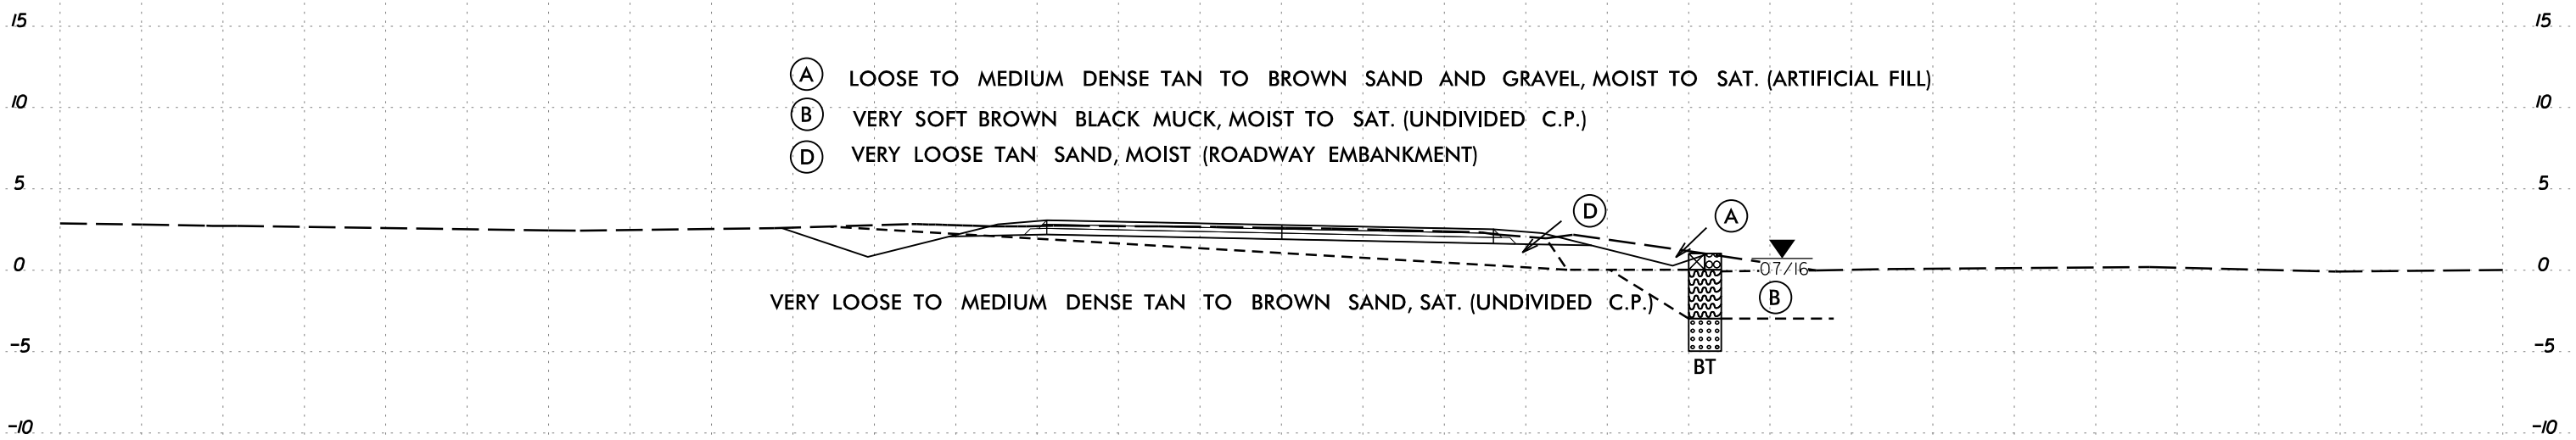 15 15
A LOOSE TO MEDIUM DENSE TAN TO BROWN SAND AND GRAVEL, MOIST TO SAT. (ARTIFICIAL FILL)
10 10
B VERY SOFT BROWN BLACK MUCK, MOIST TO SAT. (UNDIVIDED C.P.)
D VERY LOOSE TAN SAND, MOIST (ROADWAY EMBANKMENT)
5 5
D A
0 07/16 0
VERY LOOSE TO MEDIUM DENSE TAN TO BROWN SAND, SAT. (UNDIVIDED C.P.) B
-5 -5
BT
-10 -10